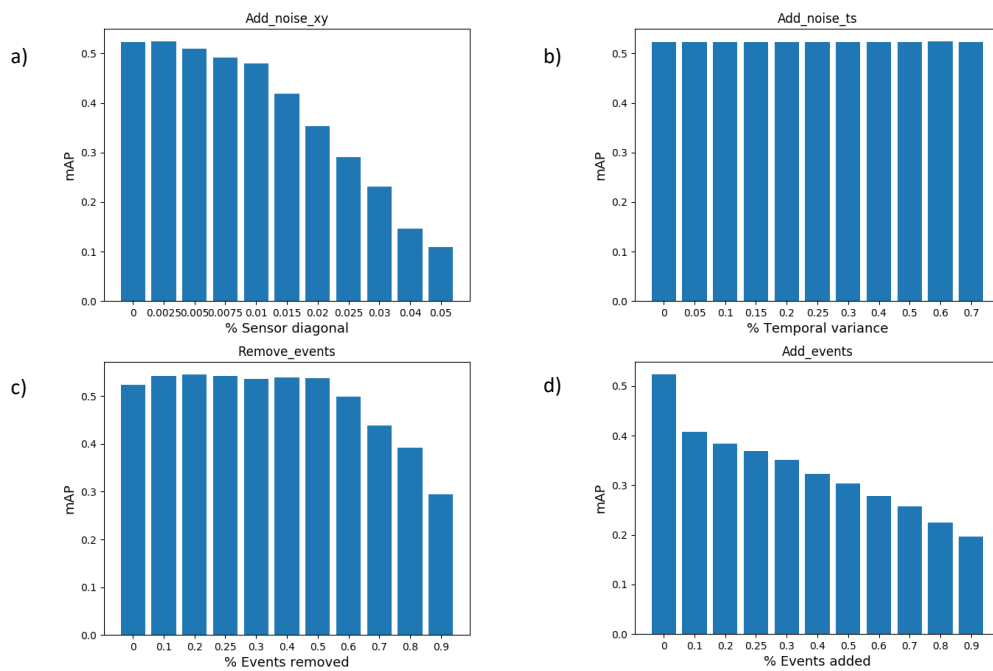 Add_noise_xy
a)
mAP
0.5
0.4
0.3
0.2
0.1
0.0
0 0.0025 0.005 0.0075 0.01 0.015 0.02 0.025 0.03 0.04 0.05
% Sensor diagonal
Add_noise_ts
b)
mAP
0.5
0.4
0.3
0.2
0.1
0.0
0 0.05 0.1 0.15 0.2 0.25 0.3 0.4 0.5 0.6 0.7
% Temporal variance
Remove_events
c)
mAP
0.5
0.4
0.3
0.2
0.1
0.0
0 0.1 0.2 0.25 0.3 0.4 0.5 0.6 0.7 0.8 0.9
% Events removed
Add_events
d)
mAP
0.5
0.4
0.3
0.2
0.1
0.0
0 0.1 0.2 0.25 0.3 0.4 0.5 0.6 0.7 0.8 0.9
% Events added